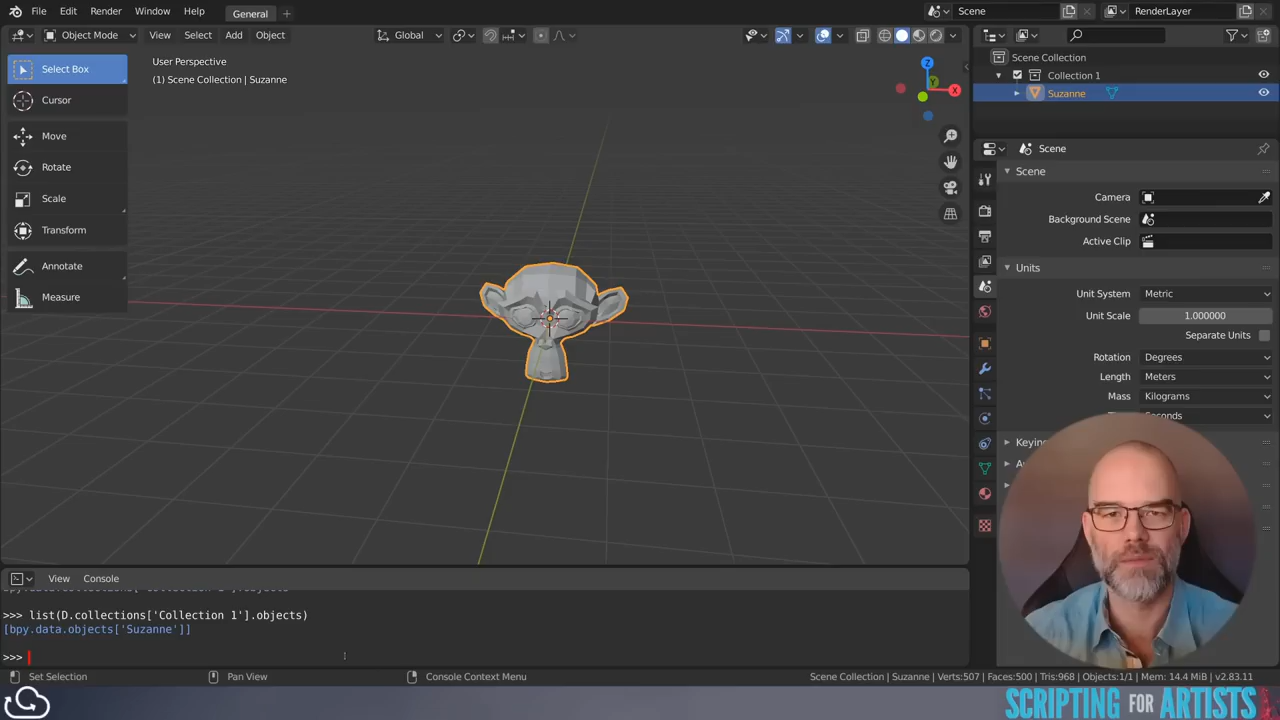 File Edit Render Window Help General + Scene RenderLayer
Object Mode View Select Add Object Global
Select Box
Cursor
Move
Rotate
Scale
Transform
Annotate
Measure
User Perspective
(1) Scene Collection | Suzanne
Z
Y
X
Scene Collection
Collection 1
Suzanne
Scene
Scene
Camera
Background Scene
Active Clip
Units
Unit System Metric
Unit Scale 1.000000
Separate Units
Rotation Degrees
Length Meters
Mass Kilograms
View Console
>>> list(D.collections['Collection 1'].objects)
[bpy.data.objects['Suzanne']]
>>>
Set Selection Pan View Console Context Menu Scene Collection | Suzanne | Verts:507 | Faces:500 | Tris:968 | Objects:1/1 | Mem: 14.4 MiB | v2.83.11
SCRIPTING FOR ARTISTS